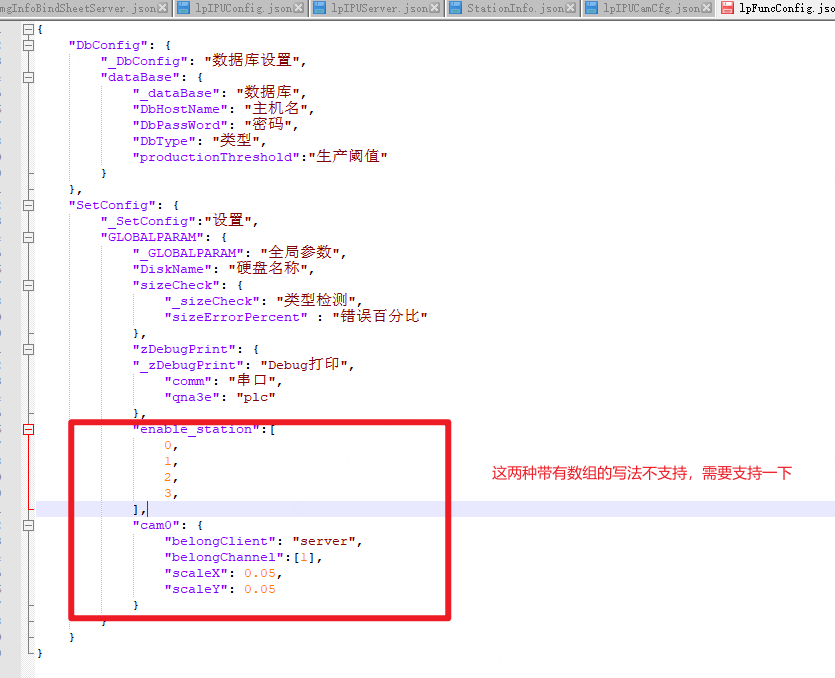 mgInfoBindSheetServer.json lpIPUConfig.json lpIPUServer.json StationInfo.json lpIPUCamCfg.json lpFuncConfig.jso
{
"DbConfig": {
"_DbConfig": "数据库设置",
"dataBase": {
"_dataBase": "数据库",
"DbHostName": "主机名",
"DbPassWord": "密码",
"DbType": "类型",
"productionThreshold":"生产阈值"
}
},
"SetConfig": {
"_SetConfig":"设置",
"GLOBALPARAM": {
"_GLOBALPARAM": "全局参数",
"DiskName": "硬盘名称",
"sizeCheck": {
"_sizeCheck": "类型检测",
"sizeErrorPercent" : "错误百分比"
},
"zDebugPrint": {
"_zDebugPrint": "Debug打印",
"comm": "串口",
"qna3e": "plc"
},
"enable_station":[
0,
1,
2,
3,
],
"cam0": {
"belongClient": "server",
"belongChannel":[1],
"scaleX": 0.05,
"scaleY": 0.05
}
}
}
}
这两种带有数组的写法不支持，需要支持一下